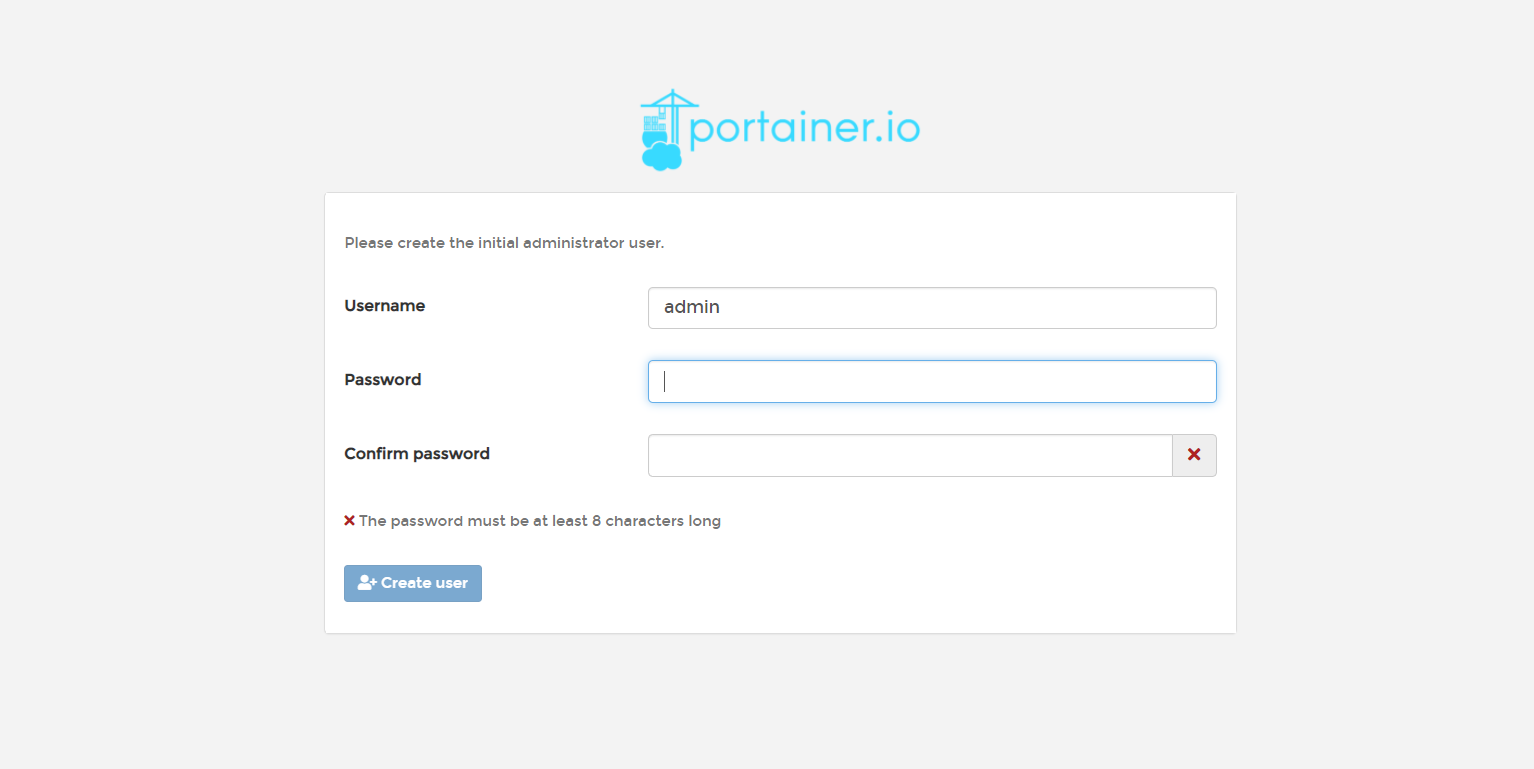 portainer.io
Please create the initial administrator user.
Username
admin
Password
Confirm password
The password must be at least 8 characters long
Create user